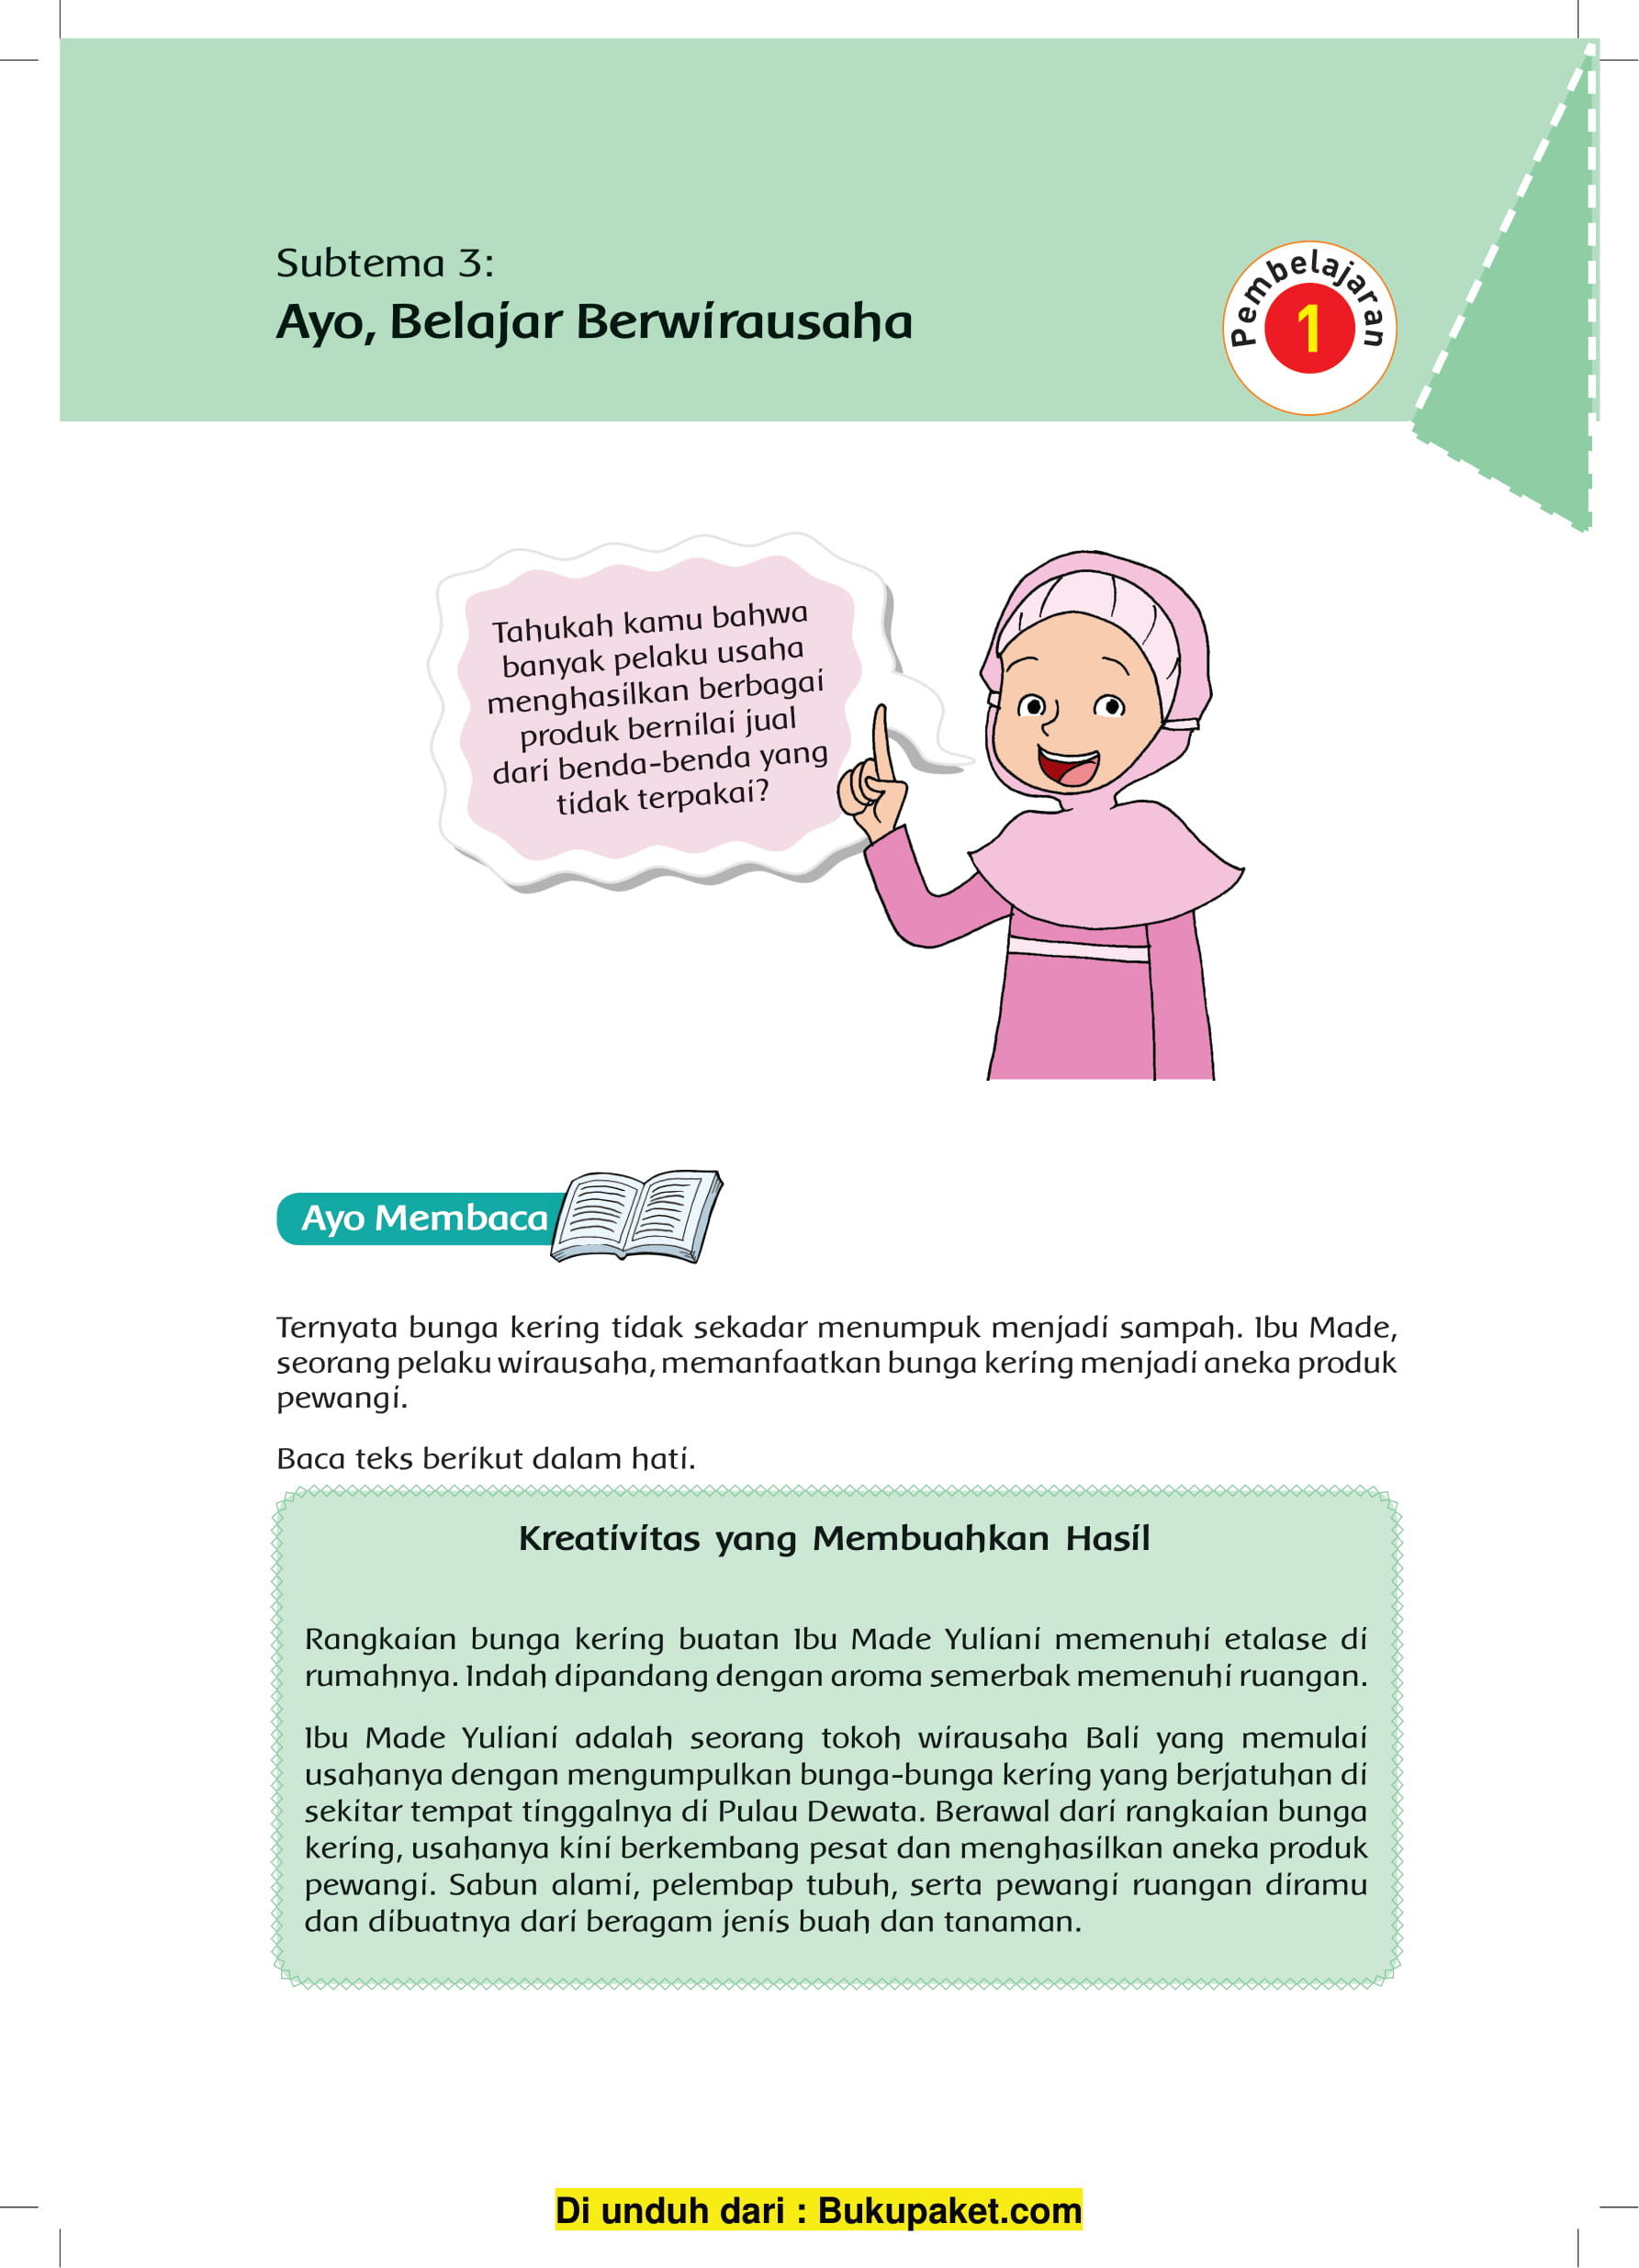 Subtema 3:
Ayo, Belajar Berwirausaha
Pembelajaran
1
Tahukah kamu bahwa
banyak pelaku usaha
menghasilkan berbagai
produk bernilai jual
dari benda-benda yang
tidak terpakai?
Ayo Membaca
Ternyata bunga kering tidak sekadar menumpuk menjadi sampah. Ibu Made,
seorang pelaku wirausaha, memanfaatkan bunga kering menjadi aneka produk
pewangi.
Baca teks berikut dalam hati.
Kreativitas yang Membuahkan Hasil
Rangkaian bunga kering buatan Ibu Made Yuliani memenuhi etalase di
rumahnya. Indah dipandang dengan aroma semerbak memenuhi ruangan.
Ibu Made Yuliani adalah seorang tokoh wirausaha Bali yang memulai
usahanya dengan mengumpulkan bunga-bunga kering yang berjatuhan di
sekitar tempat tinggalnya di Pulau Dewata. Berawal dari rangkaian bunga
kering, usahanya kini berkembang pesat dan menghasilkan aneka produk
pewangi. Sabun alami, pelembap tubuh, serta pewangi ruangan diramu
dan dibuatnya dari beragam jenis buah dan tanaman.
Di unduh dari : Bukupaket.com